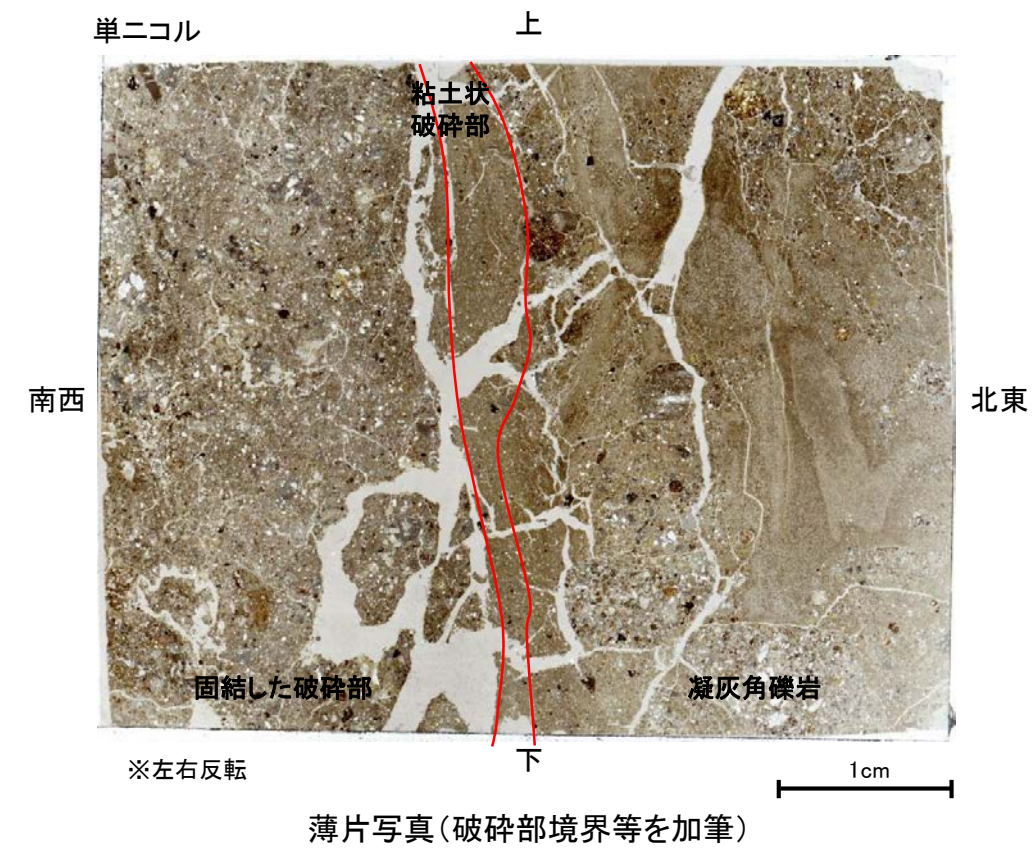 単ニコル
上
粘土状
破砕部
南西
北東
固結した破砕部
凝灰角礫岩
※左右反転
下
1cm
薄片写真(破砕部境界等を加筆)